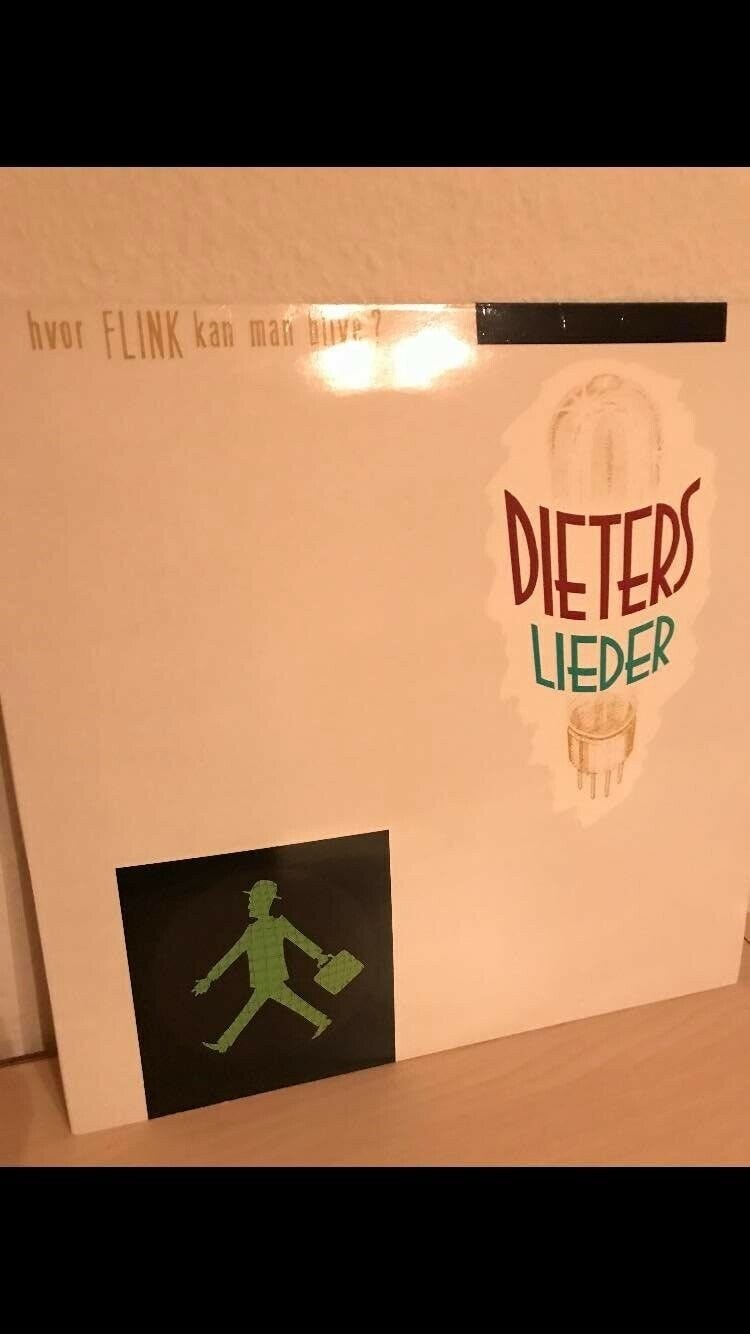 hvor FLINK kan man blive?
DIETERS
LIEDER